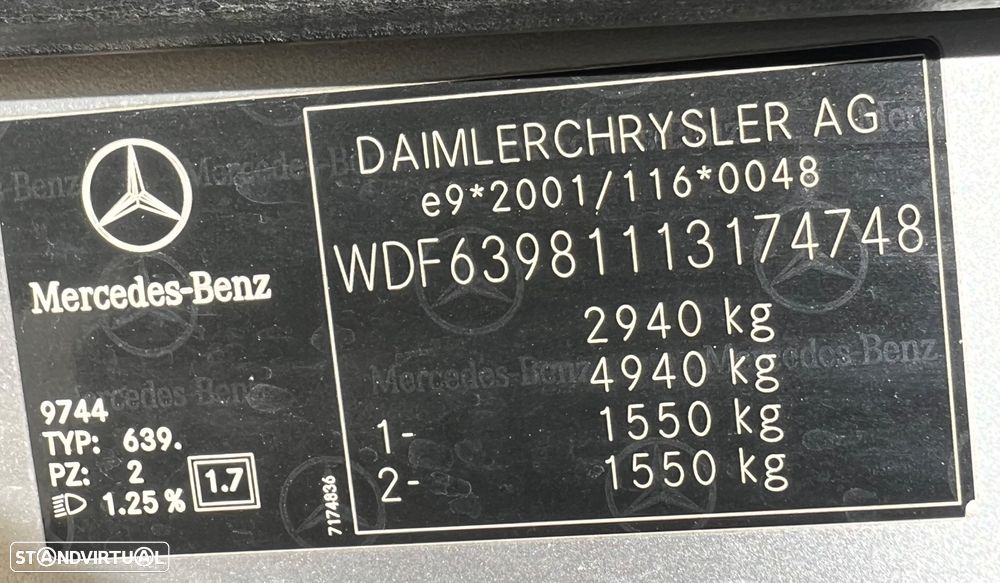 DAIMLERCHRYSLER AG
e9*2001/116*0048
WDF63981113174748
2940 kg
4940 kg
1- 1550 kg
2- 1550 kg
Mercedes-Benz
9744
TYP: 639.
PZ: 2
1.25 %
1.7
7174836
STANDVIRTUAL